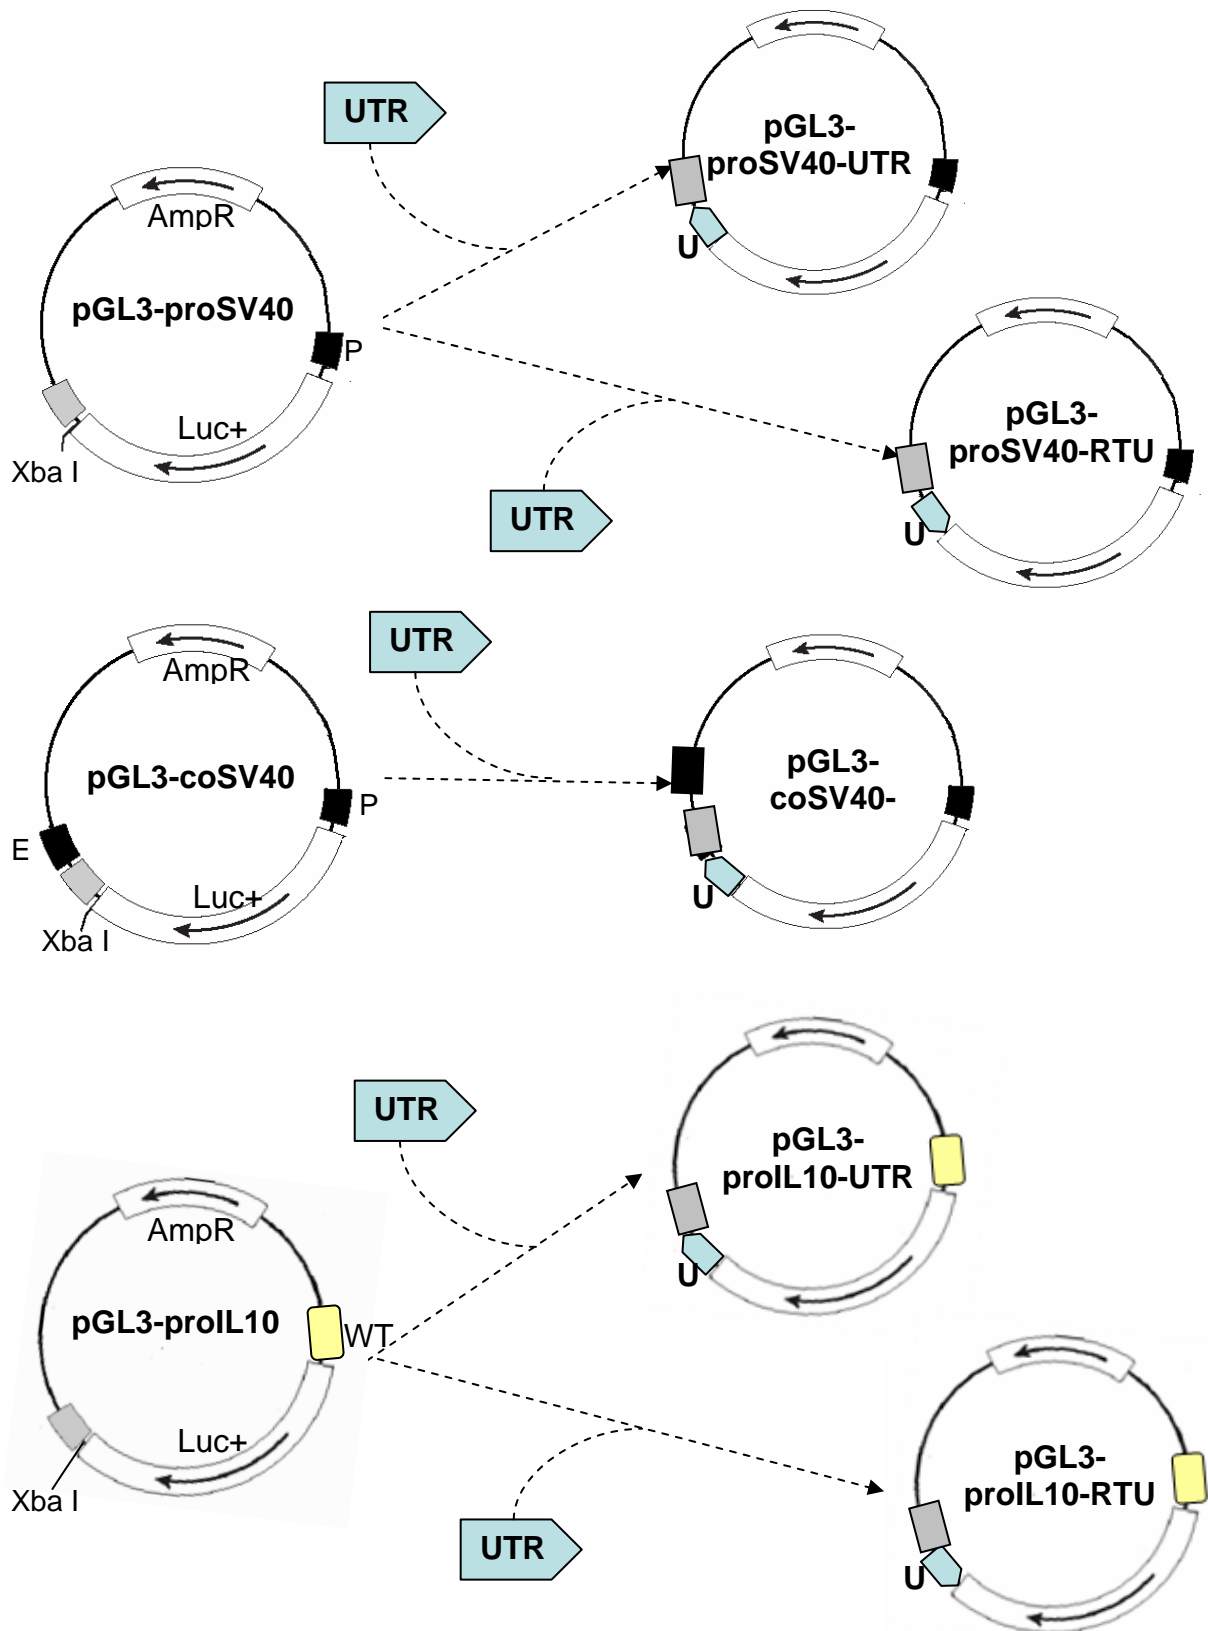 UTR
pGL3-
proSV40-UTR
U
AmpR
pGL3-proSV40
P
Luc+
Xba I
pGL3-
proSV40-RTU
U
UTR
UTR
AmpR
pGL3-coSV40
P
E
Luc+
Xba I
pGL3-
coSV40-
U
UTR
pGL3-
proIL10-UTR
U
AmpR
pGL3-proIL10
WT
Luc+
Xba I
pGL3-
proIL10-RTU
U
UTR